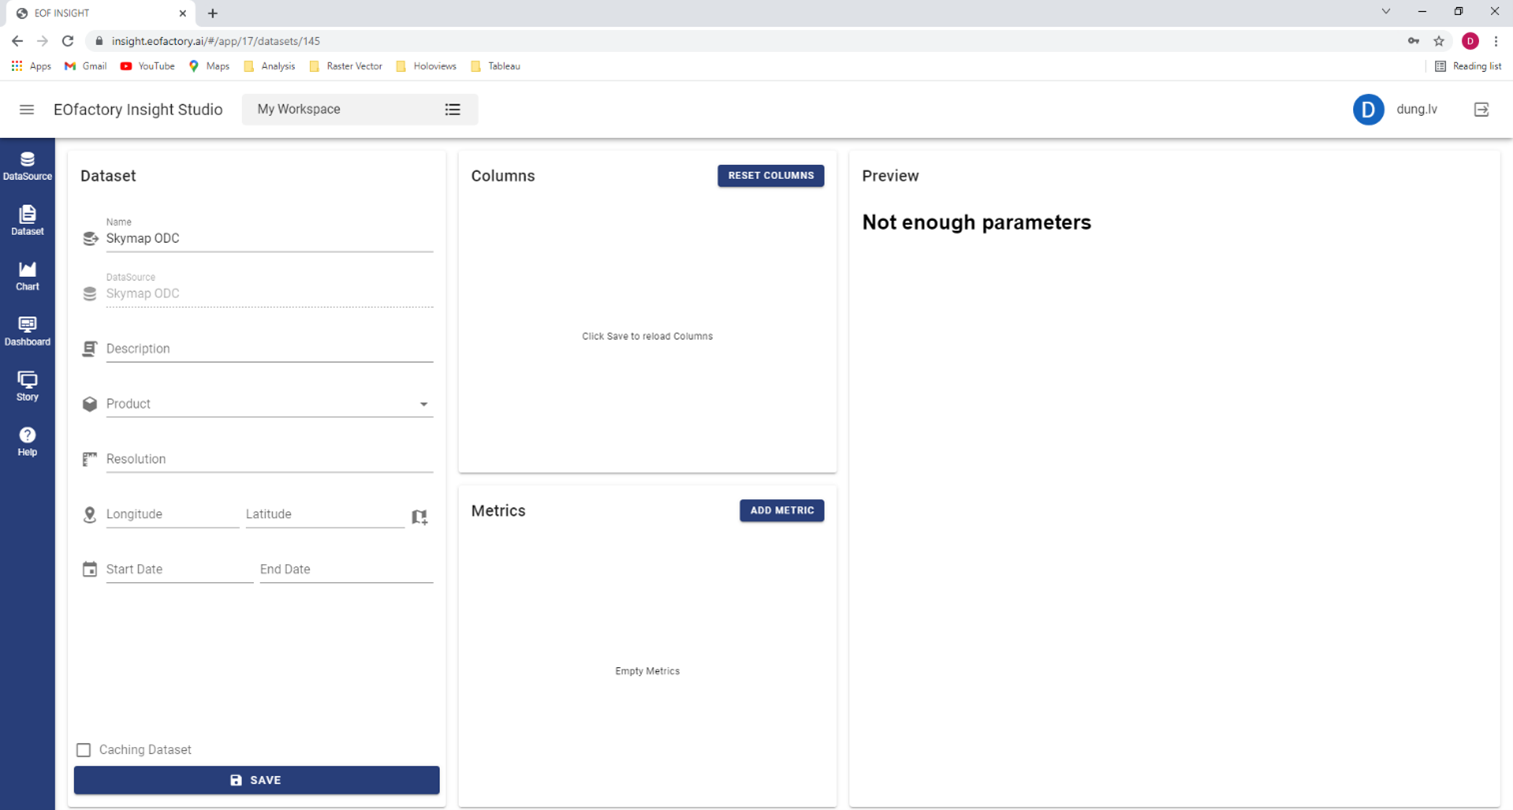 EOF INSIGHT
insight.eofactory.ai/#/app/17/datasets/145
D
Apps Gmail YouTube Maps Analysis Raster Vector Holoviews Tableau Reading list
EOfactory Insight Studio My Workspace D dung.lv
DataSource
Dataset
Chart
Dashboard
Story
Help
Dataset
Name
Skymap ODC
DataSource
Skymap ODC
Description
Product
Resolution
Longitude Latitude
Start Date End Date
Caching Dataset
SAVE
Columns RESET COLUMNS
Click Save to reload Columns
Metrics ADD METRIC
Empty Metrics
Preview
Not enough parameters